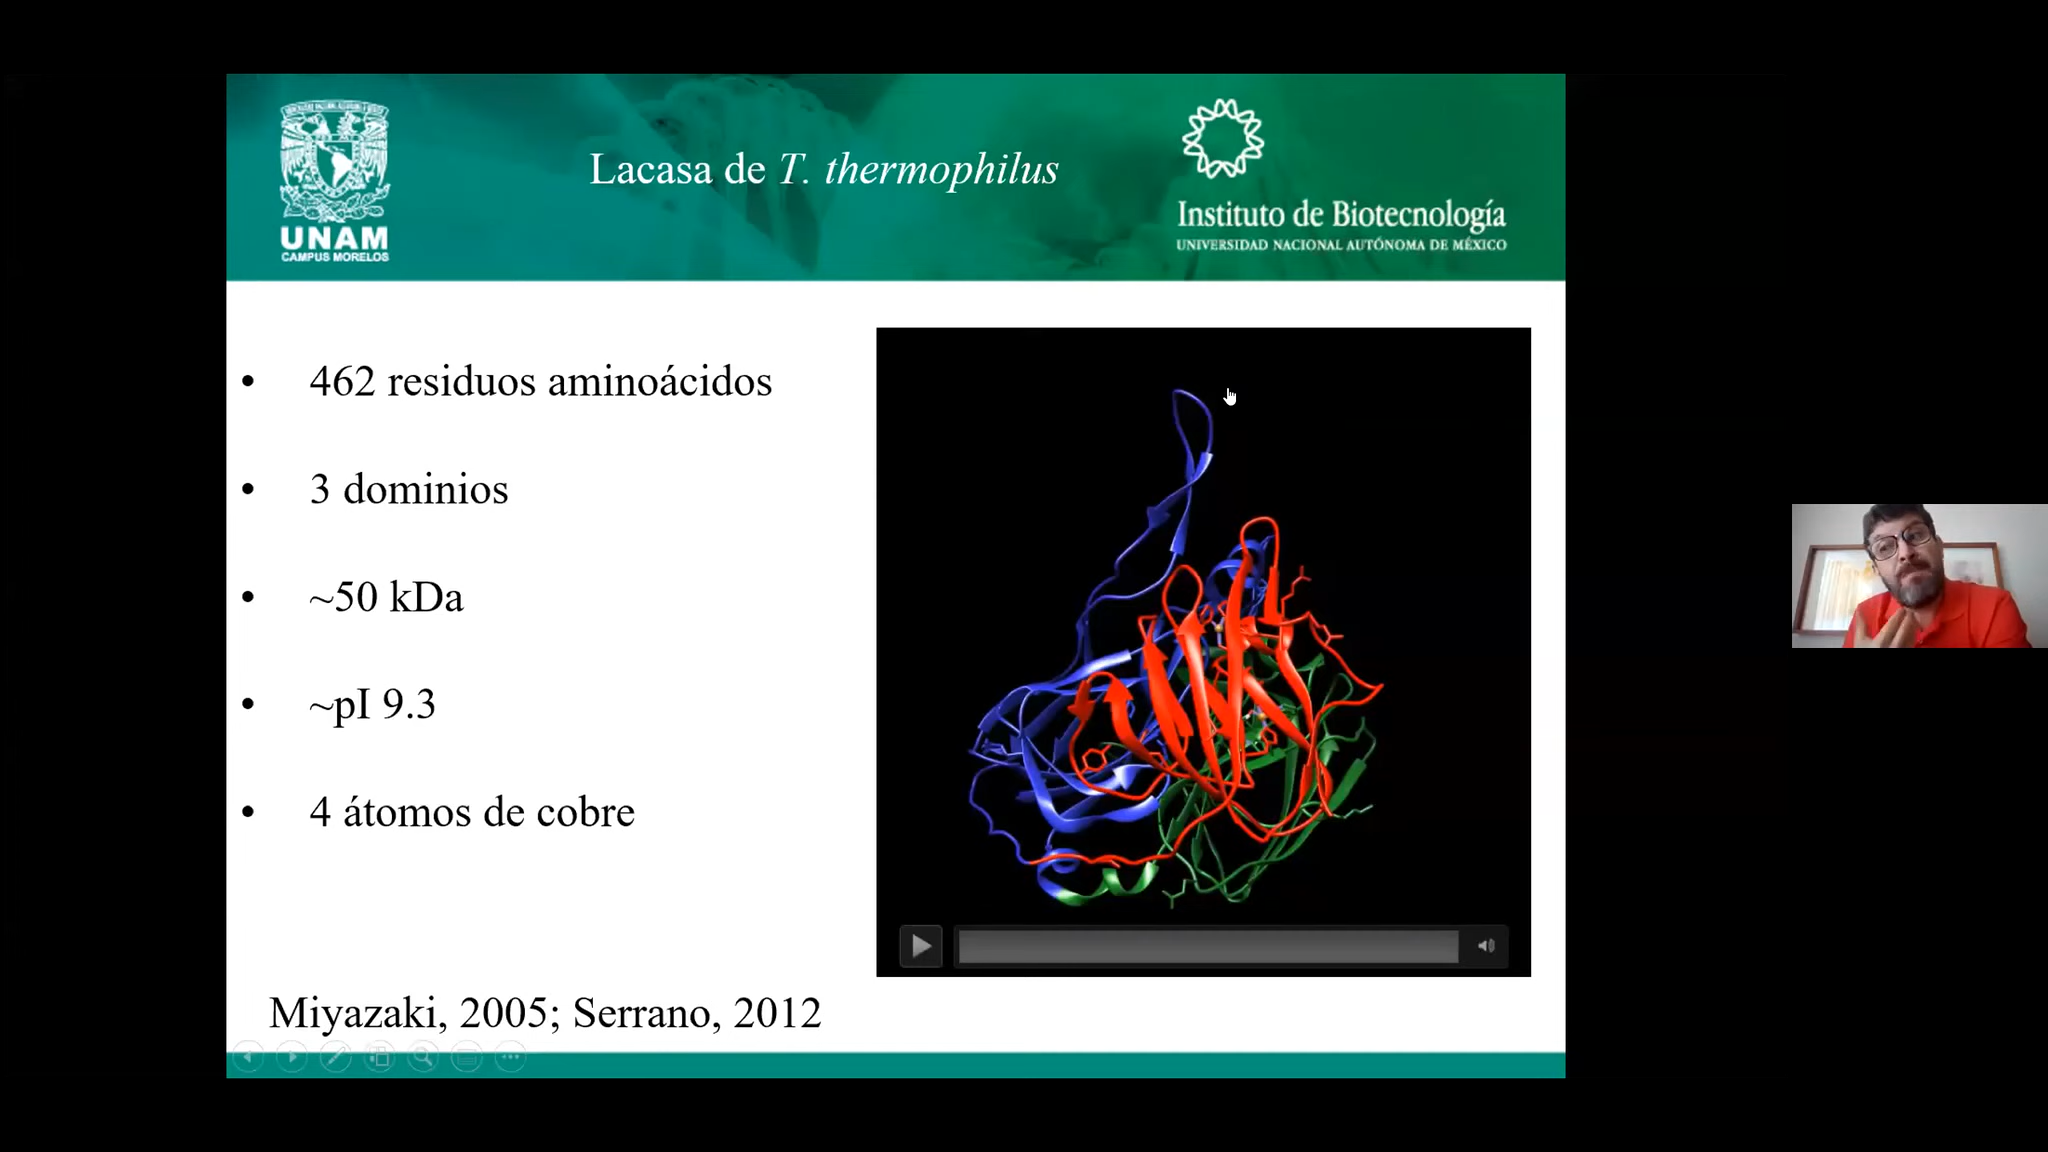 Lacasa de T. thermophilus
UNAM
CAMPUS MORELOS
Instituto de Biotecnología
UNIVERSIDAD NACIONAL AUTÓNOMA DE MÉXICO
• 462 residuos aminoácidos
• 3 dominios
• ~50 kDa
• ~pI 9.3
• 4 átomos de cobre
Miyazaki, 2005; Serrano, 2012